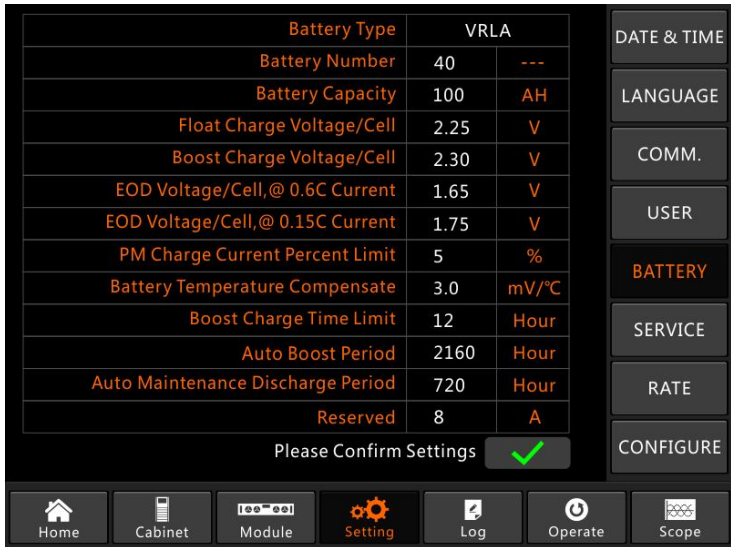 Battery Type VRLA
Battery Number 40 ---
Battery Capacity 100 AH
Float Charge Voltage/Cell 2.25 V
Boost Charge Voltage/Cell 2.30 V
EOD Voltage/Cell,@ 0.6C Current 1.65 V
EOD Voltage/Cell,@ 0.15C Current 1.75 V
PM Charge Current Percent Limit 5 %
Battery Temperature Compensate 3.0 mV/℃
Boost Charge Time Limit 12 Hour
Auto Boost Period 2160 Hour
Auto Maintenance Discharge Period 720 Hour
Reserved 8 A
Please Confirm Settings
DATE & TIME
LANGUAGE
COMM.
USER
BATTERY
SERVICE
RATE
CONFIGURE
Home Cabinet Module Setting Log Operate Scope